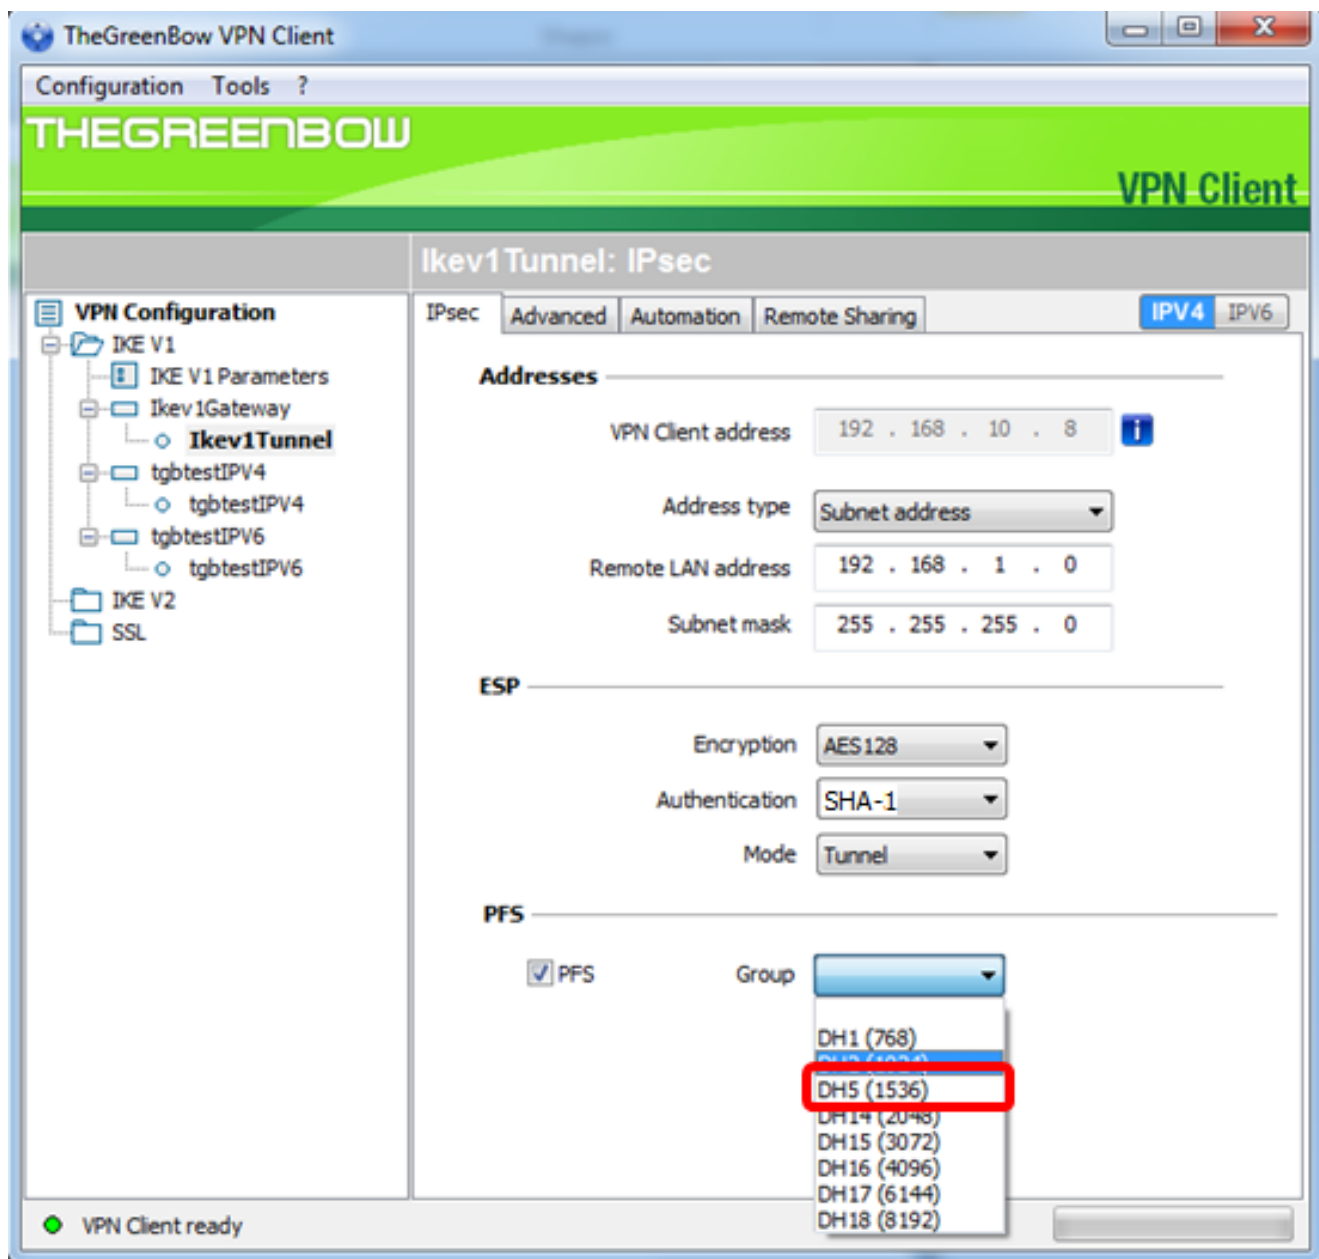 TheGreenBow VPN Client
Configuration Tools ?
THEGREENBOW
VPN Client
Ikev1Tunnel: IPsec
VPN Configuration
IKE V1
IKE V1 Parameters
Ikev1Gateway
Ikev1Tunnel
tgbtestIPV4
tgbtestIPV4
tgbtestIPV6
tgbtestIPV6
IKE V2
SSL
IPsec Advanced Automation Remote Sharing IPV4 IPV6
Addresses
VPN Client address 192 . 168 . 10 . 8
Address type Subnet address
Remote LAN address 192 . 168 . 1 . 0
Subnet mask 255 . 255 . 255 . 0
ESP
Encryption AES128
Authentication SHA-1
Mode Tunnel
PFS
PFS Group
DH1 (768)
DH2 (1024)
DH5 (1536)
DH14 (2048)
DH15 (3072)
DH16 (4096)
DH17 (6144)
DH18 (8192)
VPN Client ready